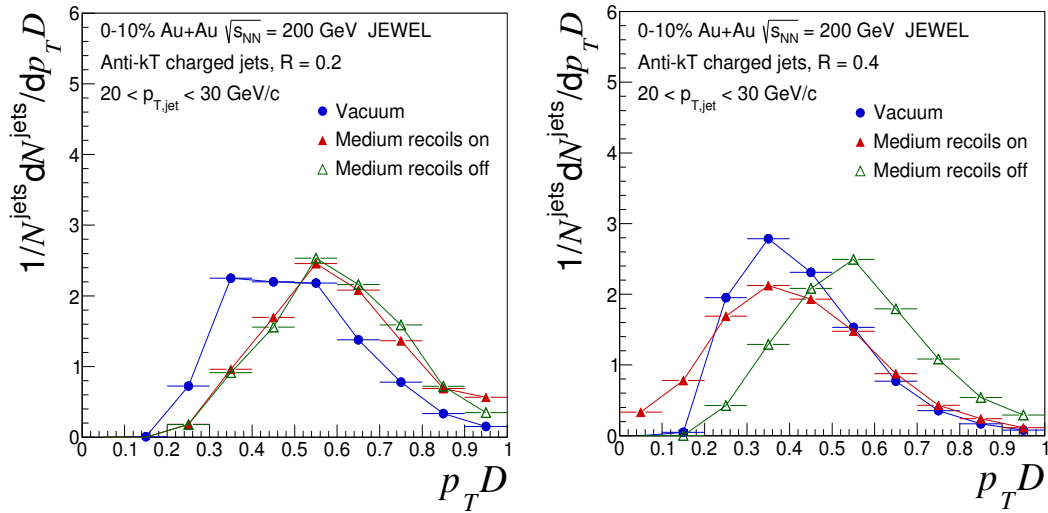 0-10% Au+Au √s_NN = 200 GeV JEWEL
Anti-kT charged jets, R = 0.2
20 < p_T,jet < 30 GeV/c
Vacuum
Medium recoils on
Medium recoils off
1/N^jets dN^jets/dp_T D
6
5
4
3
2
1
0
0 0.1 0.2 0.3 0.4 0.5 0.6 0.7 0.8 0.9 1
p_T D
0-10% Au+Au √s_NN = 200 GeV JEWEL
Anti-kT charged jets, R = 0.4
20 < p_T,jet < 30 GeV/c
Vacuum
Medium recoils on
Medium recoils off
1/N^jets dN^jets/dp_T D
6
5
4
3
2
1
0
0 0.1 0.2 0.3 0.4 0.5 0.6 0.7 0.8 0.9 1
p_T D